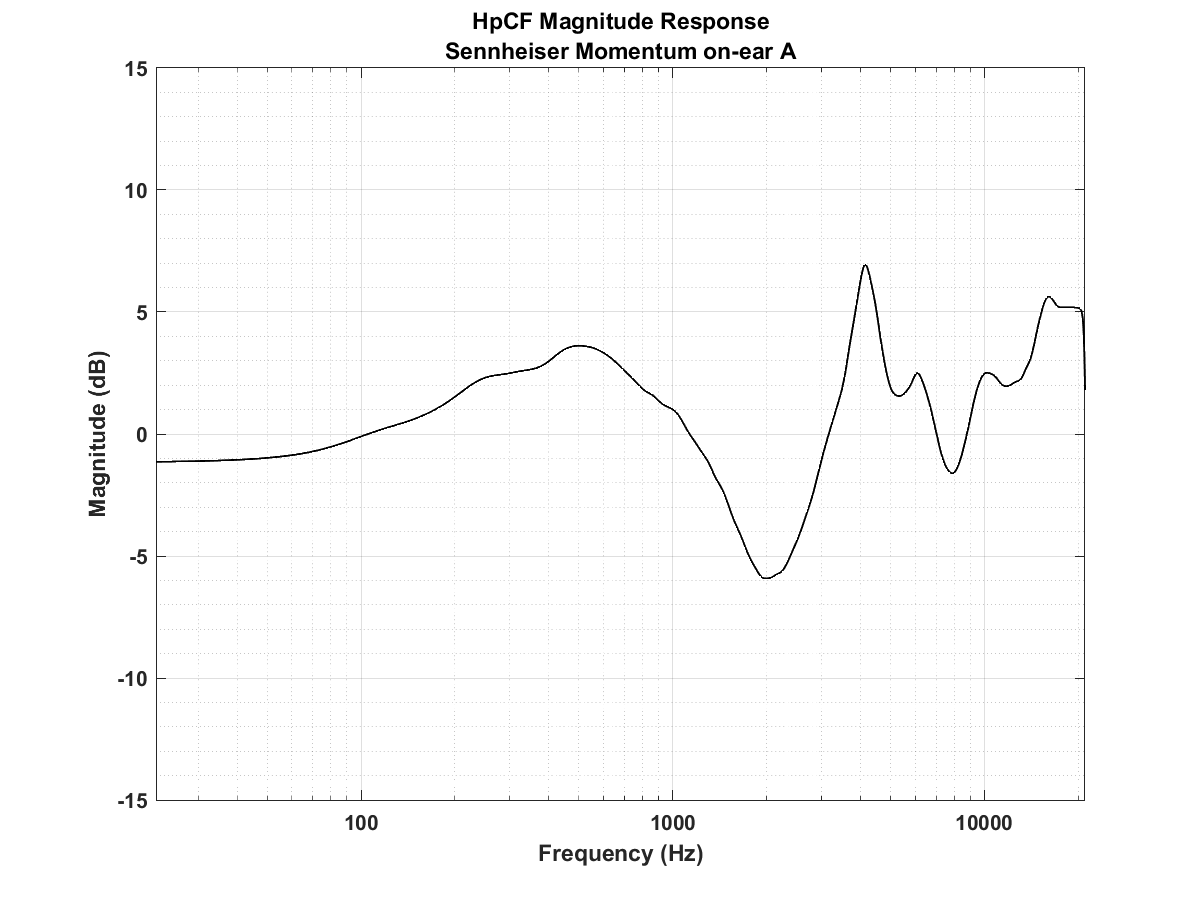 HpCF Magnitude Response
Sennheiser Momentum on-ear A
15
10
5
0
-5
-10
-15
Magnitude (dB)
100 1000 10000
Frequency (Hz)